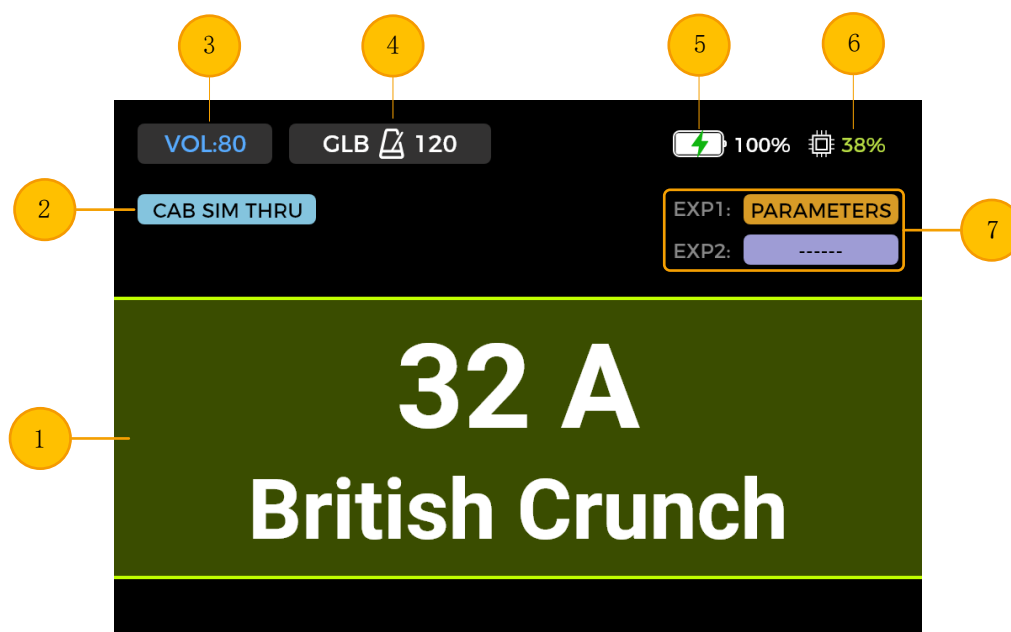 3 4 5 6
VOL:80 GLB 120 100% 38%
2 CAB SIM THRU EXP1: PARAMETERS
7
EXP2: ------
32 A
1
British Crunch